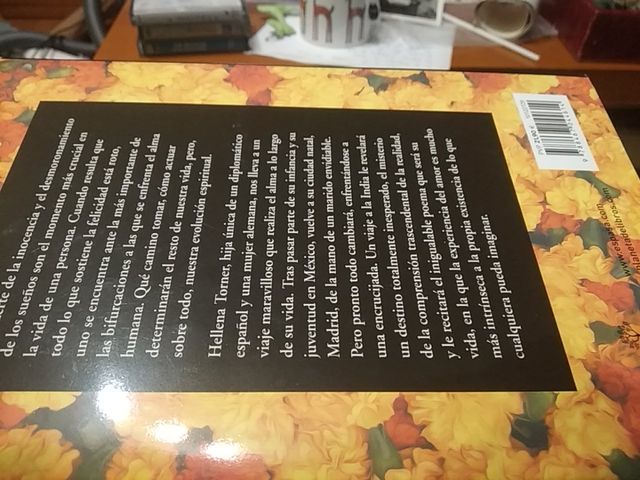 de la inocencia y el desmoronamiento
de los sueños son el momento más crucial en
la vida de una persona. Cuando resulta que
todo lo que sostiene la felicidad está roto,
uno se encuentra ante la más importante de
las bifurcaciones a las que se enfrenta el alma
humana. Qué camino tomar, cómo actuar
determinarán el resto de nuestra vida, pero,
sobre todo, nuestra evolución espiritual.
Hellena Torner, hija única de un diplomático
español y una mujer alemana, nos lleva a un
viaje maravilloso que realiza el alma a lo largo
de su vida. Tras pasar parte de su infancia y su
juventud en México, vuelve a su ciudad natal,
Madrid, de la mano de un marido envidiable.
Pero pronto todo cambiará, enfrentándose a
una encrucijada. Un viaje a la India le revelará
un destino totalmente inesperado, el misterio
de la comprensión trascendental de la realidad,
y le recitará el inigualable poema que será su
vida, en la que la experiencia del amor es mucho
más intrínseca a la propia existencia de lo que
cualquiera pueda imaginar.
www.espasa.com